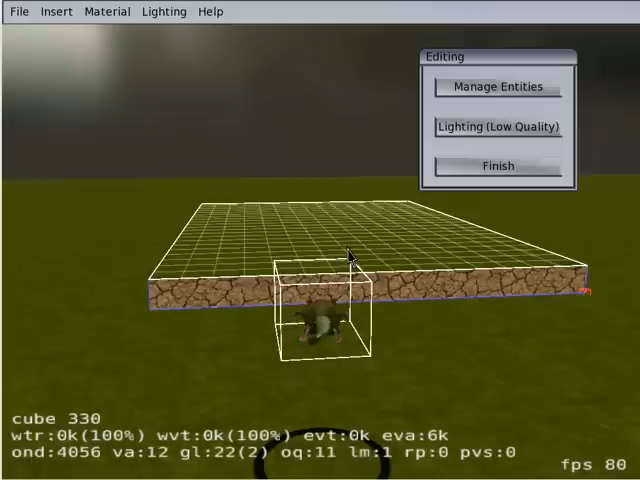 File Insert Material Lighting Help
Editing
Manage Entities
Lighting (Low Quality)
Finish
cube 330
wtr:0k(100%) wvt:0k(100%) evt:0k eva:6k
ond:4056 va:12 gl:22(2) oq:11 lm:1 rp:0 pvs:0
fps 80